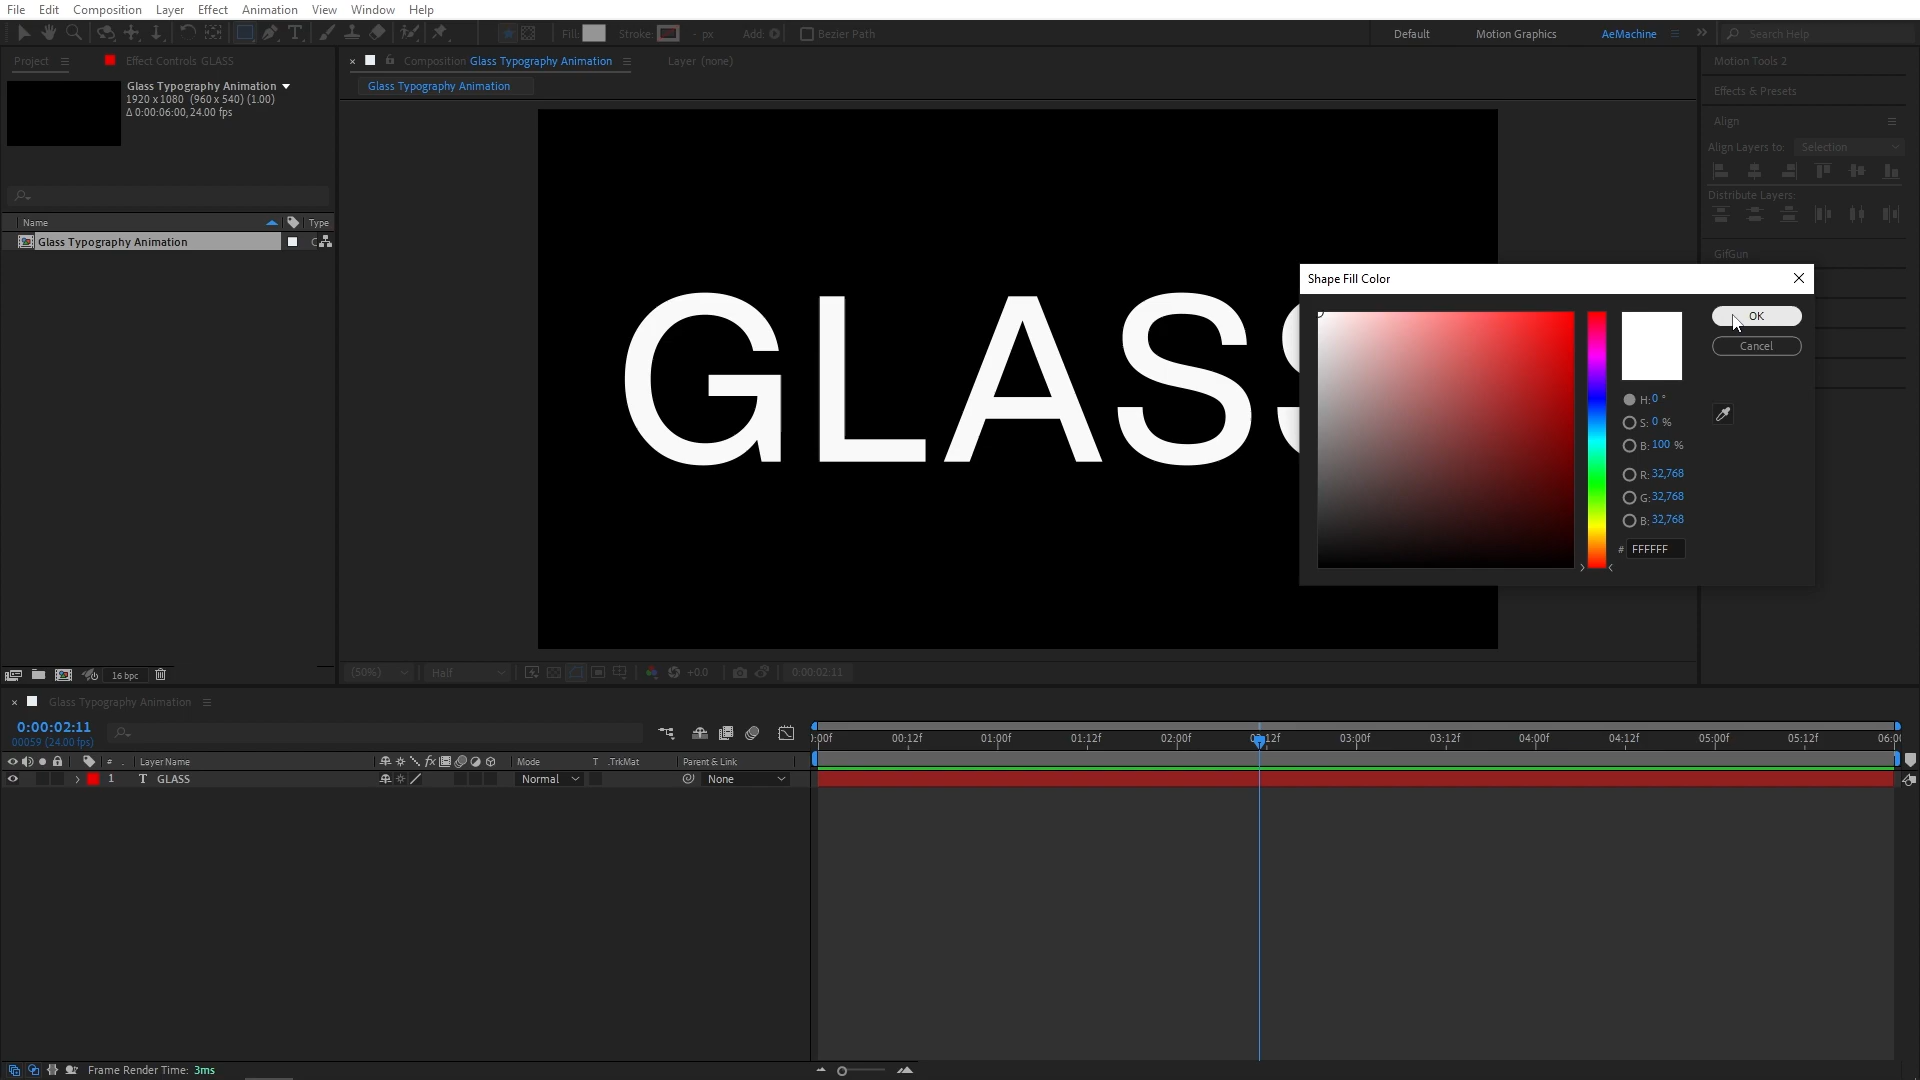 File Edit Composition Layer Effect Animation View Window Help
Fill: Stroke: - px Add: Bezier Path Default Motion Graphics AeMachine Search Help
Project Effect Controls GLASS
Composition Glass Typography Animation Layer (none)
Glass Typography Animation
Glass Typography Animation
1920 x 1080 (960 x 540) (1.00)
Δ 0:00:06:00, 24.00 fps
Name Type
Glass Typography Animation C
16 bpc
GLASS
(50%) Half +0.0 0:00:02:11
Motion Tools 2
Effects & Presets
Align
Align Layers to: Selection
Distribute Layers:
GifGun
Shape Fill Color
OK
Cancel
H: 0 °
S: 0 %
B: 100 %
R: 32,768
G: 32,768
B: 32,768
# FFFFFF
Glass Typography Animation
0:00:02:11
00059 (24.00 fps)
:00f 00:12f 01:00f 01:12f 02:00f 02:12f 03:00f 03:12f 04:00f 04:12f 05:00f 05:12f 06:00
# Layer Name Mode T .TrkMat Parent & Link
1 T GLASS Normal None
Frame Render Time: 3ms